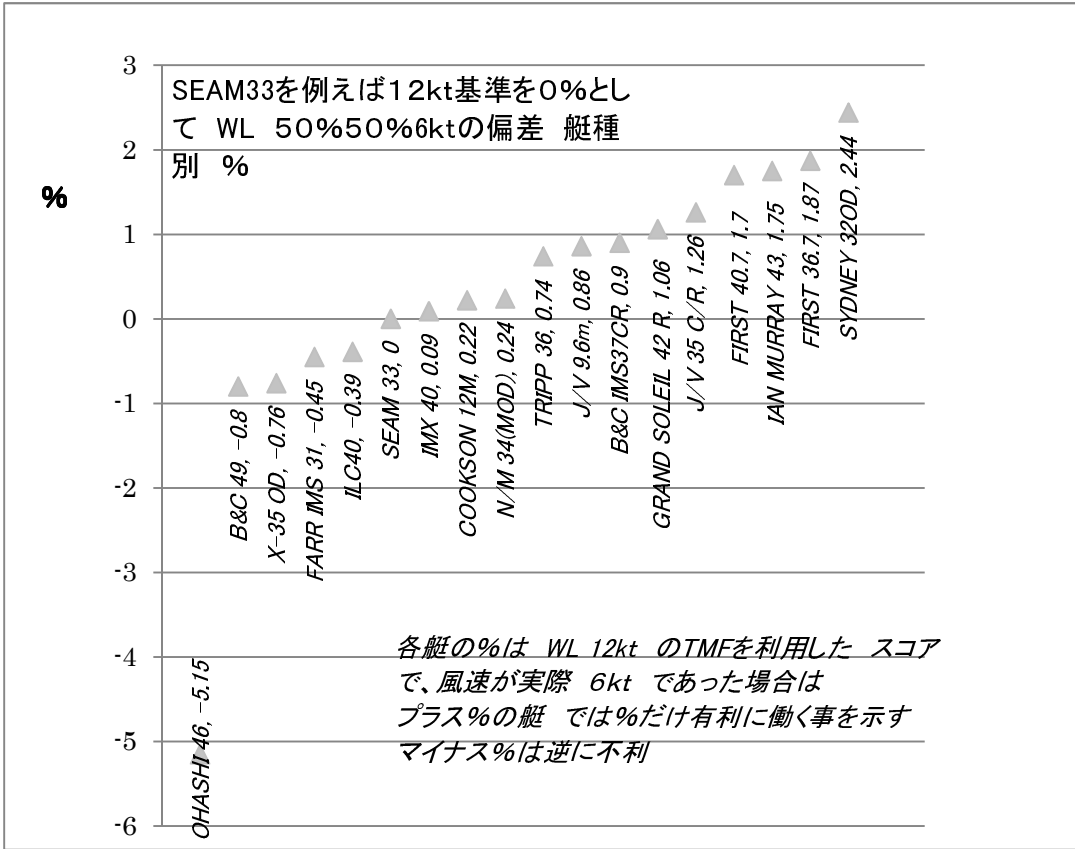 3
SEAM33を例えば12kt基準を0%とし
て WL 50%50%6ktの偏差 艇種
別 %
2
%
1
0
-1
-2
-3
-4
-5
-6
OHASHI 46, -5.15
B&C 49, -0.8
X-35 OD, -0.76
FARR IMS 31, -0.45
ILC40, -0.39
SEAM 33, 0
IMX 40, 0.09
COOKSON 12M, 0.22
N/M 34(MOD), 0.24
TRIPP 36, 0.74
J/V 9.6m, 0.86
B&C IMS37CR, 0.9
GRAND SOLEIL 42 R, 1.06
J/V 35 C/R, 1.26
FIRST 40.7, 1.7
IAN MURRAY 43, 1.75
FIRST 36.7, 1.87
SYDNEY 32OD, 2.44
各艇の%は WL 12kt のTMFを利用した スコア
で、風速が実際 6kt であった場合は
プラス%の艇 では%だけ有利に働く事を示す
マイナス%は逆に不利